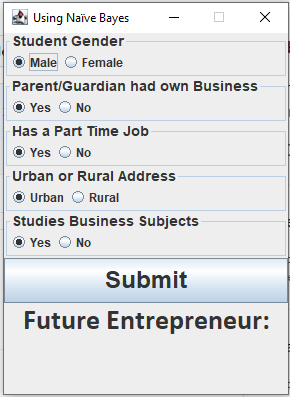 Using Naïve Bayes
Student Gender
Male Female
Parent/Guardian had own Business
Yes No
Has a Part Time Job
Yes No
Urban or Rural Address
Urban Rural
Studies Business Subjects
Yes No
Submit
Future Entrepreneur: